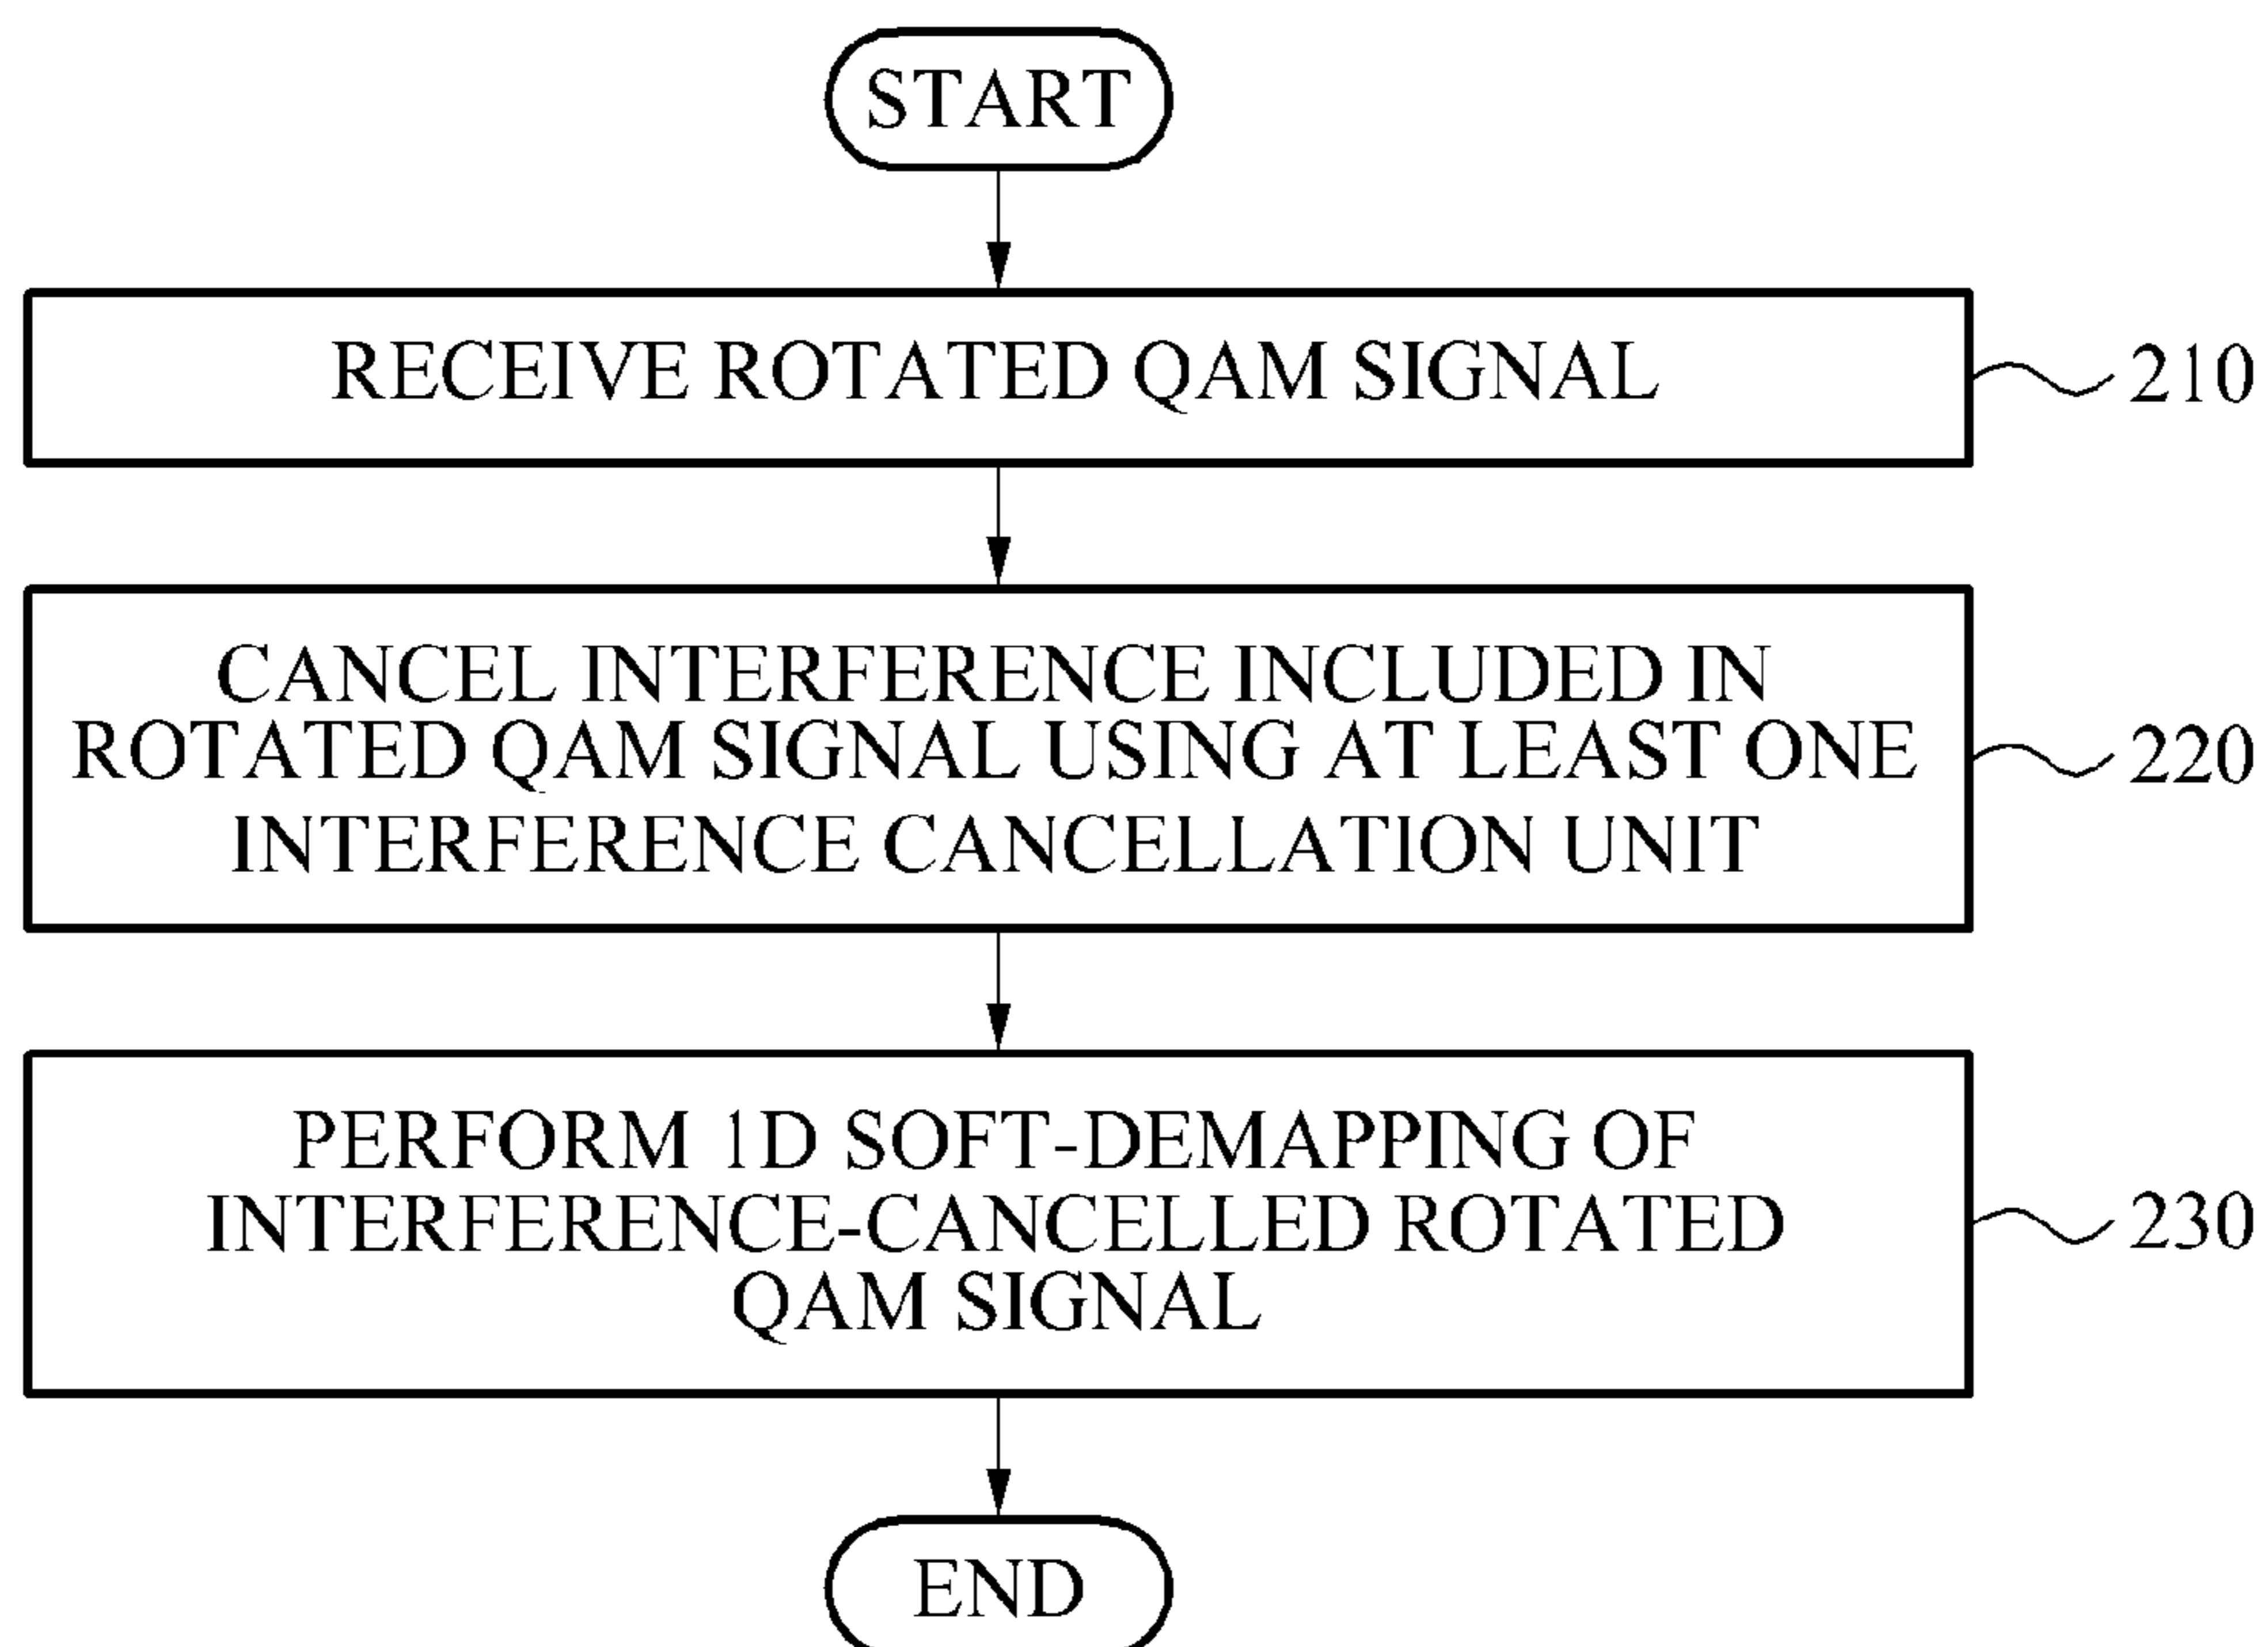 START
RECEIVE ROTATED QAM SIGNAL
210
CANCEL INTERFERENCE INCLUDED IN
ROTATED QAM SIGNAL USING AT LEAST ONE
INTERFERENCE CANCELLATION UNIT
220
PERFORM 1D SOFT-DEMAPPING OF
INTERFERENCE-CANCELLED ROTATED
QAM SIGNAL
230
END